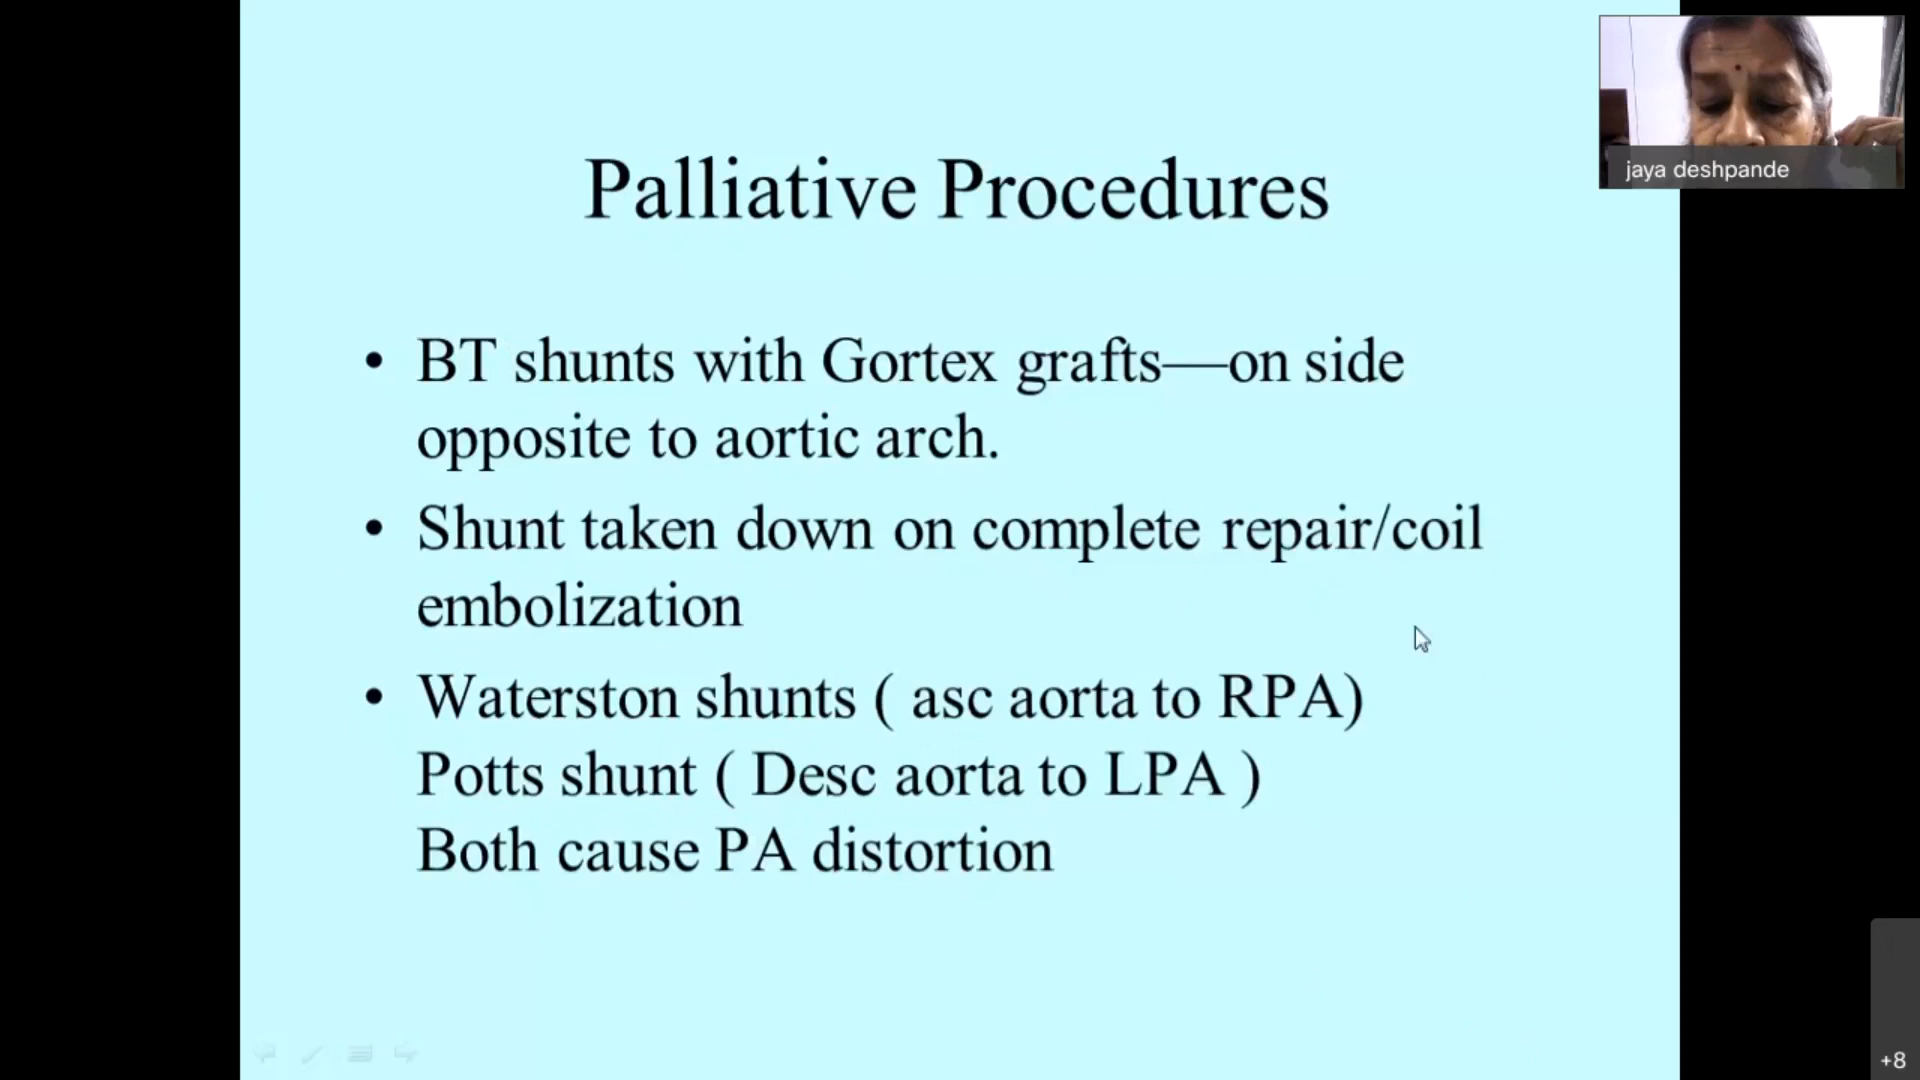 Palliative Procedures
• BT shunts with Gortex grafts—on side
opposite to aortic arch.
• Shunt taken down on complete repair/coil
embolization
• Waterston shunts ( asc aorta to RPA)
Potts shunt ( Desc aorta to LPA )
Both cause PA distortion
jaya deshpande
+8